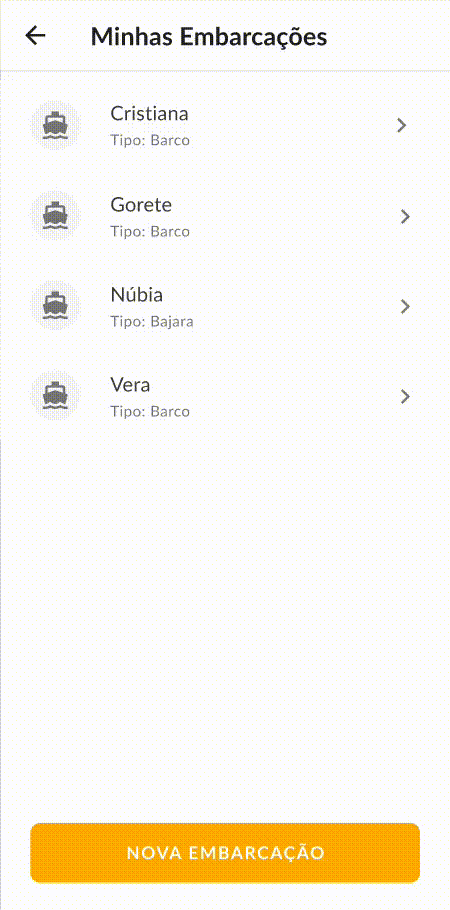 Minhas Embarcações
Cristiana
Tipo: Barco
Gorete
Tipo: Barco
Núbia
Tipo: Bajara
Vera
Tipo: Barco
NOVA EMBARCAÇÃO